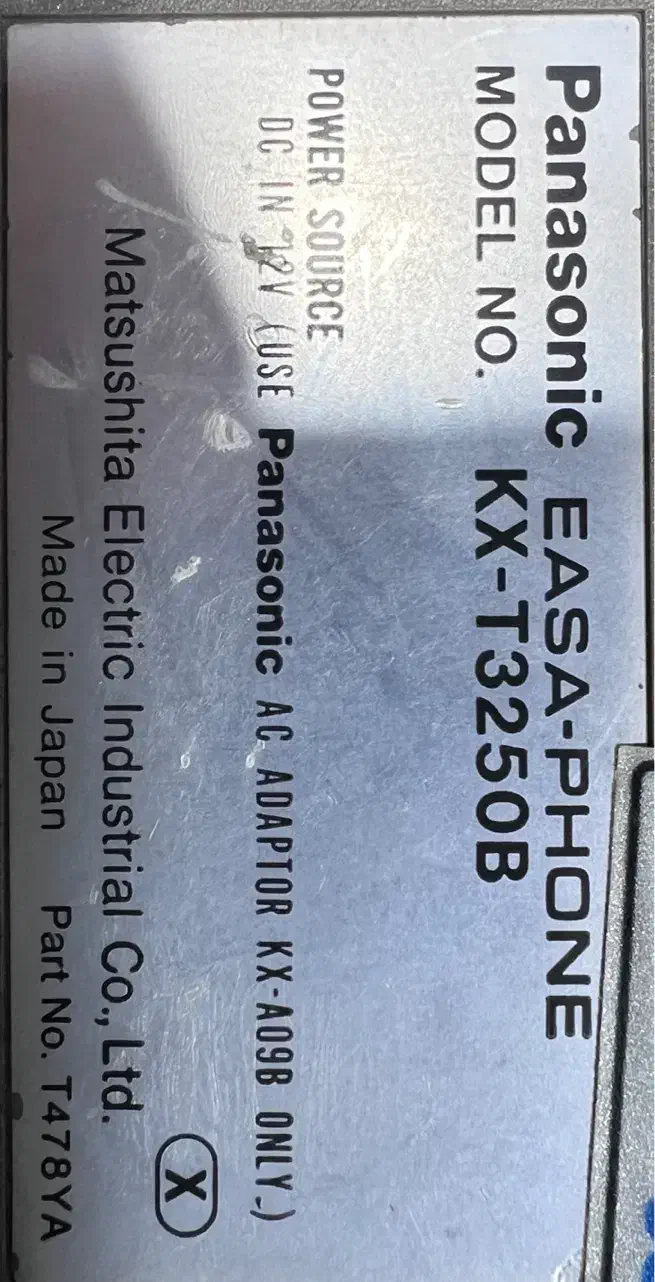 Panasonic EASA-PHONE
MODEL NO. KX-T3250B
POWER SOURCE
DC IN 12V (USE Panasonic AC ADAPTOR KX-A09B ONLY.)
X
Matsushita Electric Industrial Co., Ltd.
Made in Japan Part No. T478YA